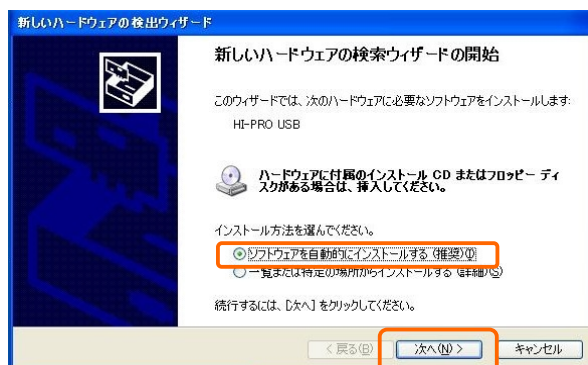 新しいハードウェアの検出ウィザード
新しいハードウェアの検索ウィザードの開始
このウィザードでは、次のハードウェアに必要なソフトウェアをインストールします:
HI-PRO USB
ハードウェアに付属のインストール CD またはフロッピー ディ
スクがある場合は、挿入してください。
インストール方法を選んでください。
ソフトウェアを自動的にインストールする (推奨)(I)
一覧または特定の場所からインストールする (詳細)(S)
続行するには、[次へ] をクリックしてください。
< 戻る(B)
次へ(N) >
キャンセル